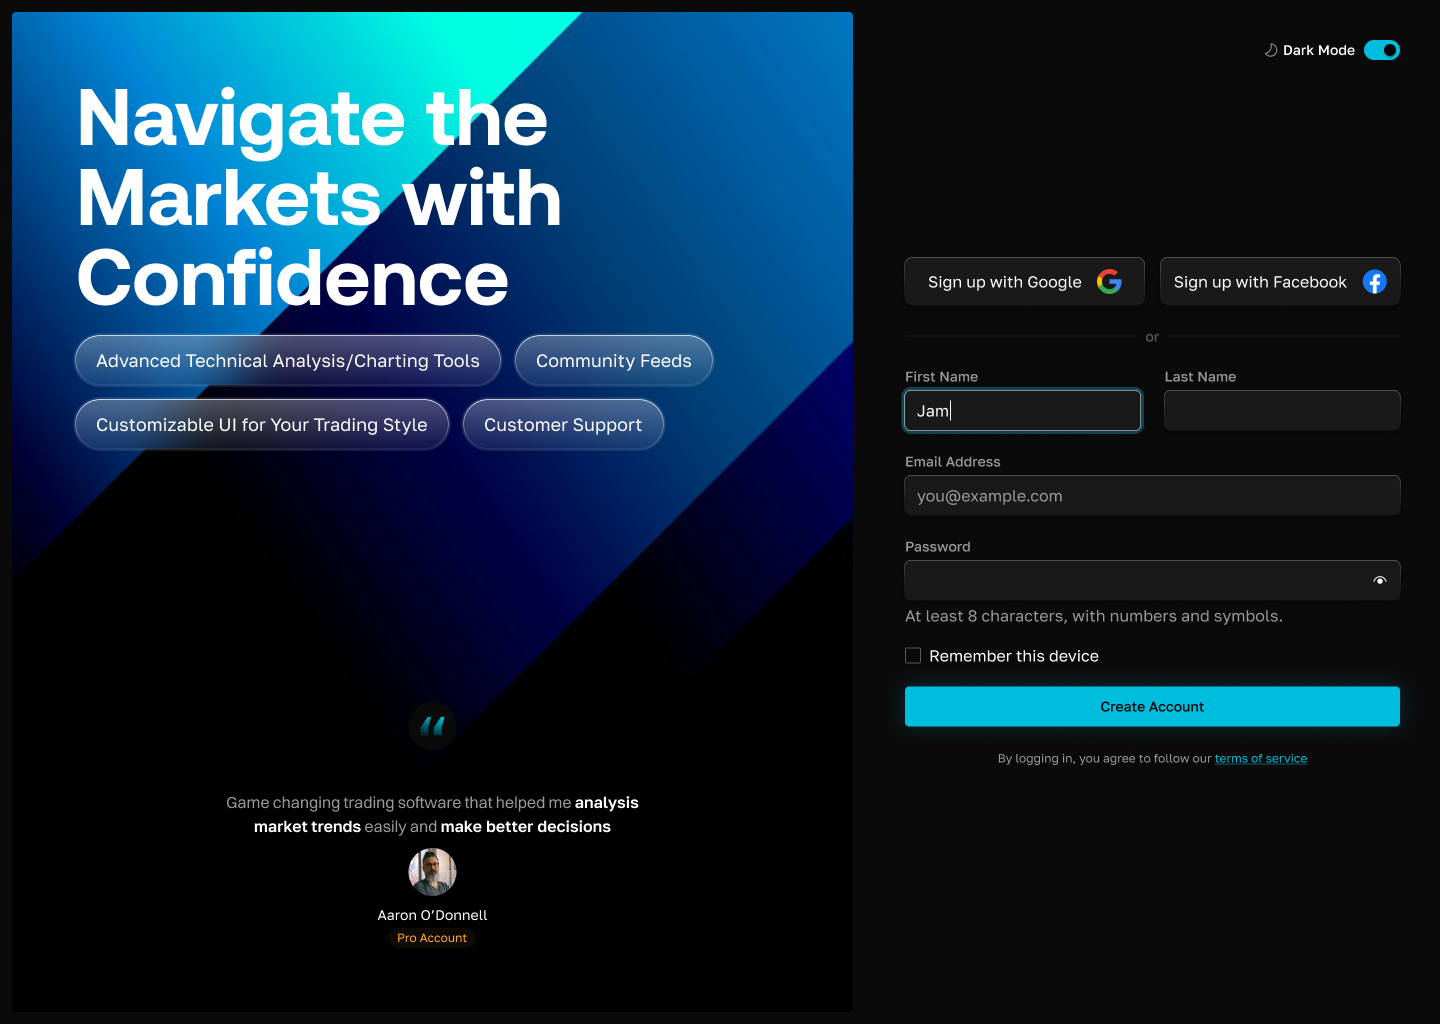 Navigate the
Markets with
Confidence
Advanced Technical Analysis/Charting Tools
Community Feeds
Customizable UI for Your Trading Style
Customer Support
“
Game changing trading software that helped me analysis
market trends easily and make better decisions
Aaron O’Donnell
Pro Account
Dark Mode
Sign up with Google
Sign up with Facebook
or
First Name
Last Name
Jam
Email Address
you@example.com
Password
At least 8 characters, with numbers and symbols.
Remember this device
Create Account
By logging in, you agree to follow our terms of service